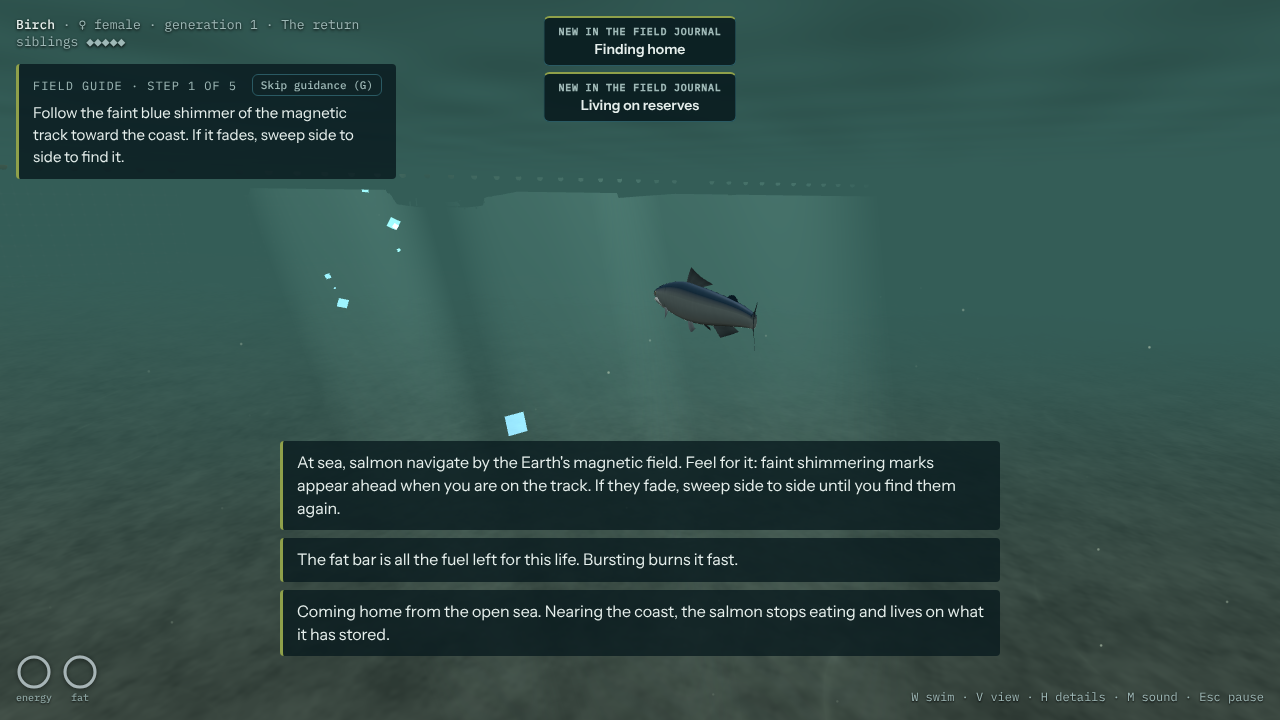 Birch · ♀ female · generation 1 · The return
siblings ◆◆◆◆◆
FIELD GUIDE · STEP 1 OF 5
Skip guidance (G)
Follow the faint blue shimmer of the magnetic
track toward the coast. If it fades, sweep side to
side to find it.
NEW IN THE FIELD JOURNAL
Finding home
NEW IN THE FIELD JOURNAL
Living on reserves
At sea, salmon navigate by the Earth's magnetic field. Feel for it: faint shimmering marks
appear ahead when you are on the track. If they fade, sweep side to side until you find them
again.
The fat bar is all the fuel left for this life. Bursting burns it fast.
Coming home from the open sea. Nearing the coast, the salmon stops eating and lives on what
it has stored.
energy fat
W swim · V view · H details · M sound · Esc pause